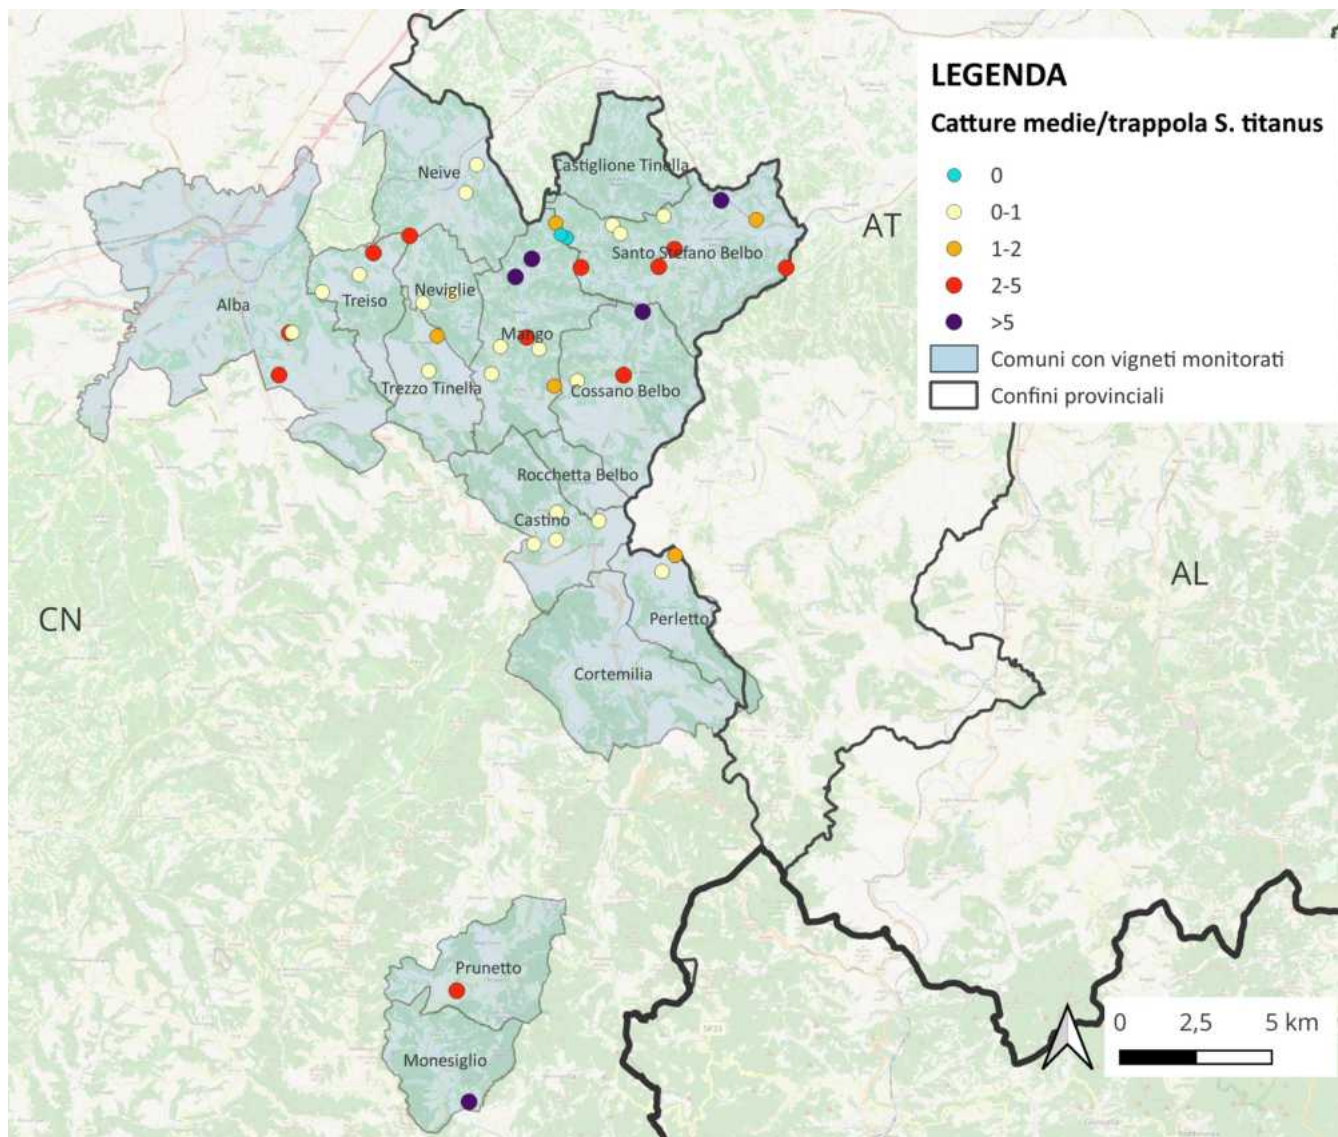 LEGENDA
Catture medie/trappola S. titanus
0
0-1
1-2
2-5
>5
Comuni con vigneti monitorati
Confini provinciali
Castiglione Tinella
Neive
AT
Santo Stefano Belbo
Neviglie
Treiso
Alba
Mango
Trezzo Tinella
Cossano Belbo
Rocchetta Belbo
Castino
AL
CN
Perletto
Cortemilia
Prunetto
Monesiglio
0 2,5 5 km